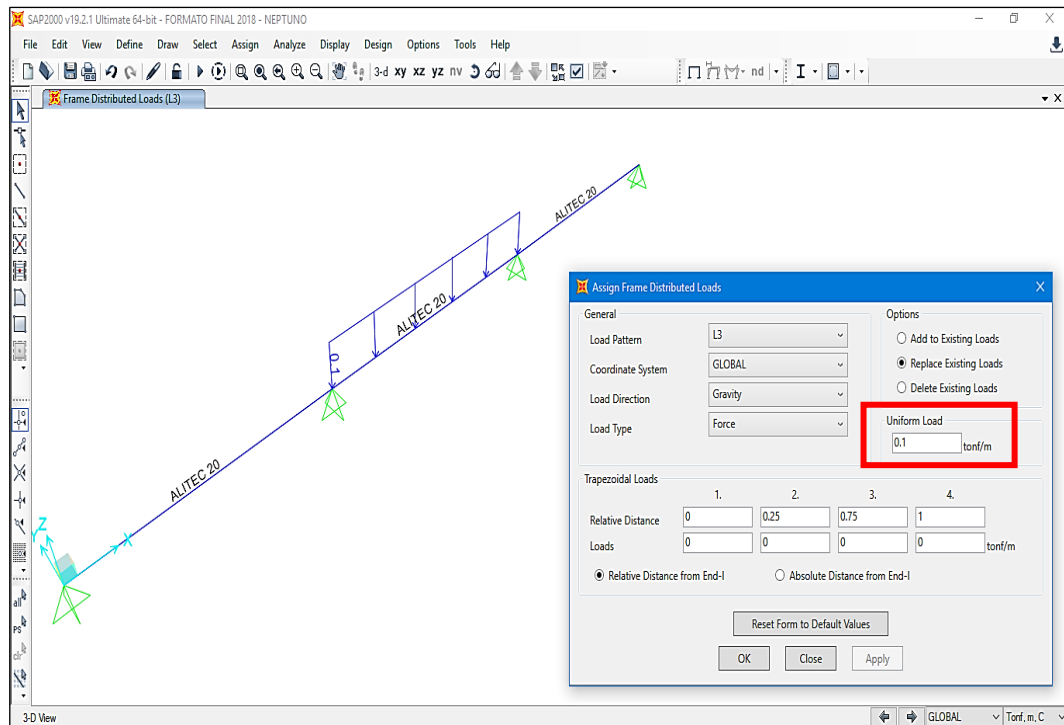 SAP2000 v19.2.1 Ultimate 64-bit - FORMATO FINAL 2018 - NEPTUNO
File Edit View Define Draw Select Assign Analyze Display Design Options Tools Help
3-d xy xz yz nv nd
Frame Distributed Loads (L3)
ALITEC 20
ALITEC 20
0.1
ALITEC 20
Z
Y X
all
PS
clr
Assign Frame Distributed Loads
General
Load Pattern L3
Coordinate System GLOBAL
Load Direction Gravity
Load Type Force
Options
Add to Existing Loads
Replace Existing Loads
Delete Existing Loads
Uniform Load
0.1 tonf/m
Trapezoidal Loads
1. 2. 3. 4.
Relative Distance 0 0.25 0.75 1
Loads 0 0 0 0 tonf/m
Relative Distance from End-I Absolute Distance from End-I
Reset Form to Default Values
OK Close Apply
3-D View GLOBAL Tonf, m, C